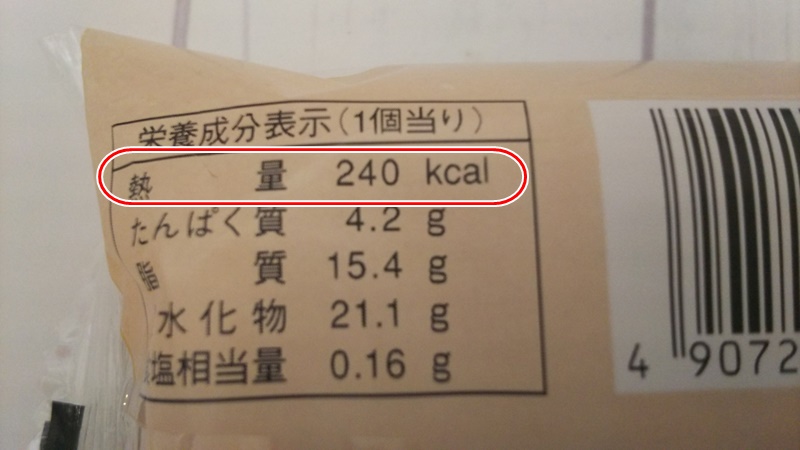 栄養成分表示(1個当り)
熱量 240 kcal
たんぱく質 4.2 g
脂質 15.4 g
水化物 21.1 g
塩相当量 0.16 g
4 9072